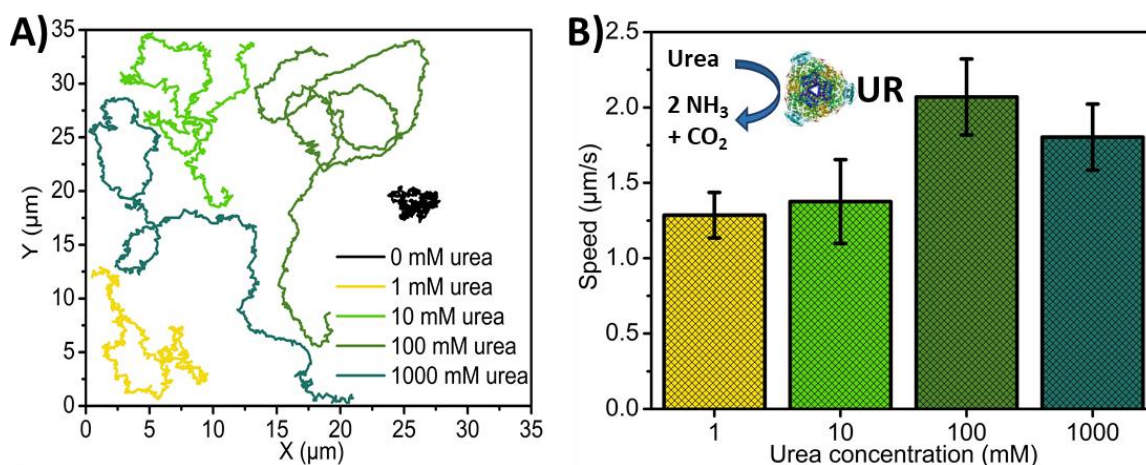 A)
35
30
25
20
15
10
5
0
Y (µm)
0 5 10 15 20 25 30 35
X (µm)
0 mM urea
1 mM urea
10 mM urea
100 mM urea
1000 mM urea
B)
2.5
2.0
1.5
1.0
0.5
0.0
Speed (µm/s)
Urea
2 NH₃
+ CO₂
UR
1 10 100 1000
Urea concentration (mM)